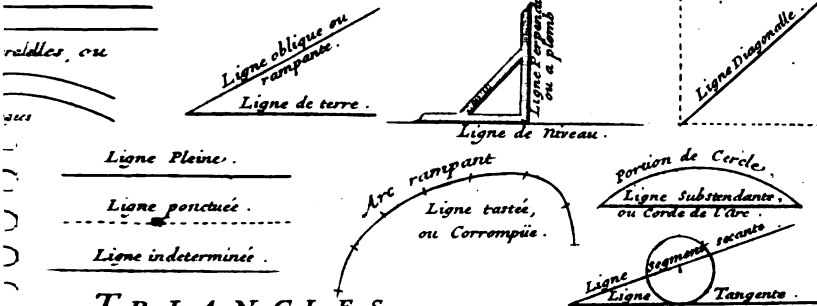 ou
Ligne oblique ou
rampante.
Ligne de terre.
Ligne Perpend
ou a plomb
Ligne de Niveau.
Ligne Diagonalle.
Ligne Pleine.
Ligne ponctuée.
Ligne indeterminée.
Arc rampant
Ligne tastée,
ou Corrompüe.
Portion de Cercle.
Ligne Substendante,
ou Corde de l'Arc.
Ligne Segment secante.
Ligne Tangente.
TRIANGLES